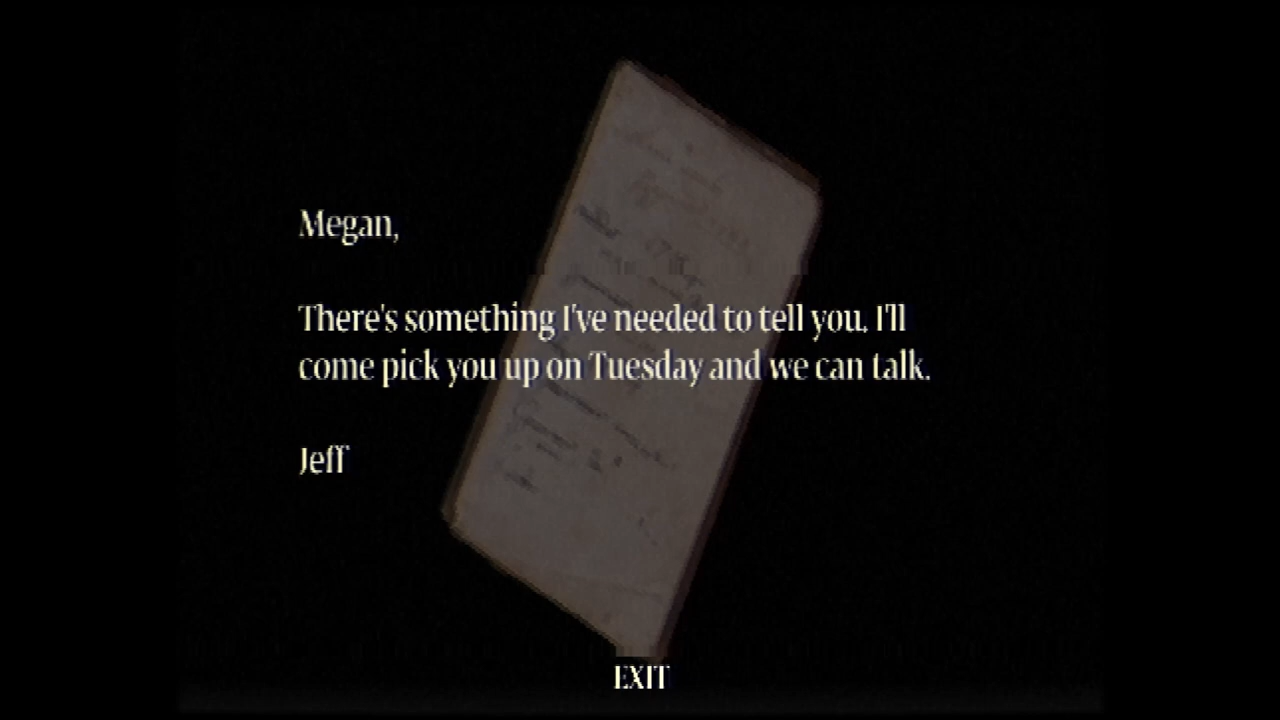 Megan,
There's something I've needed to tell you. I'll
come pick you up on Tuesday and we can talk.
Jeff
EXIT